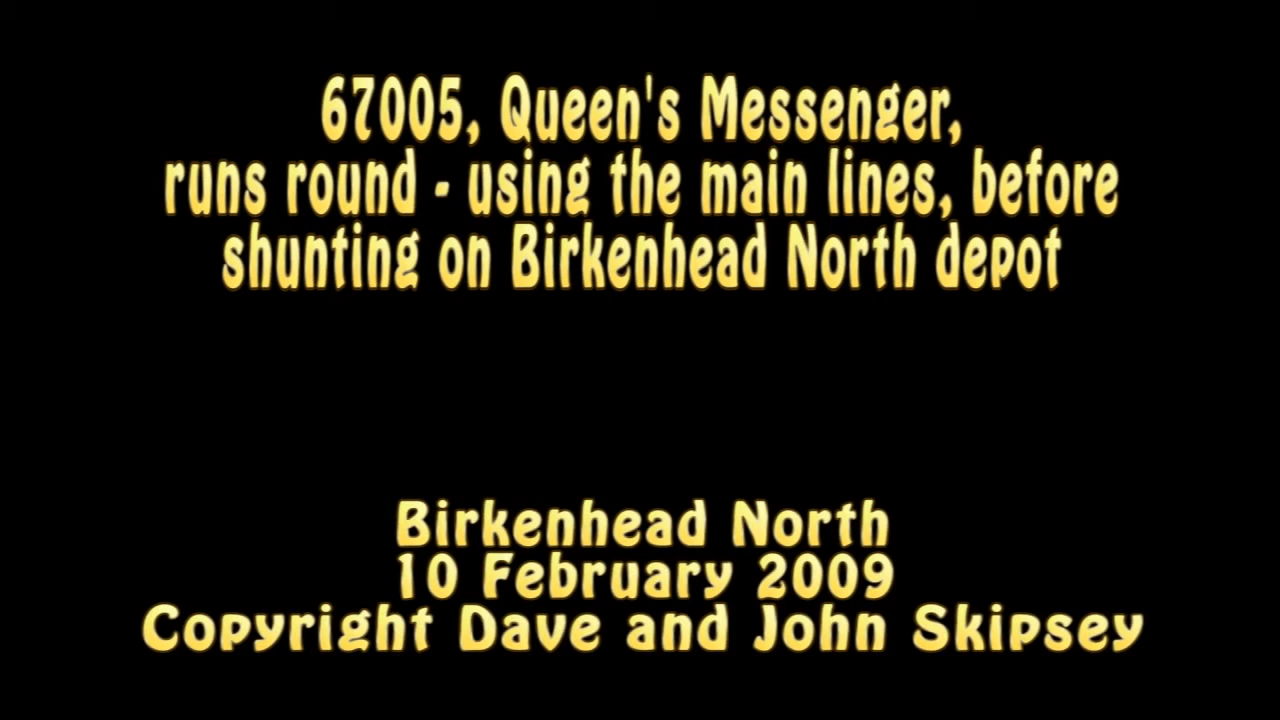 67005, Queen's Messenger,
runs round - using the main lines, before
shunting on Birkenhead North depot
Birkenhead North
10 February 2009
Copyright Dave and John Skipsey